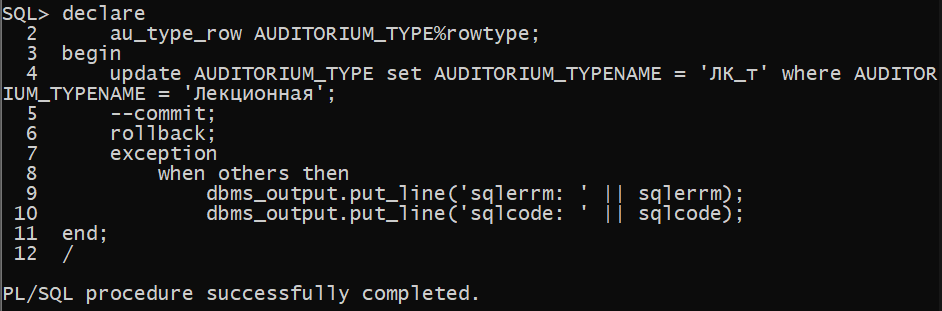 SQL> declare
  2      au_type_row AUDITORIUM_TYPE%rowtype;
  3  begin
  4      update AUDITORIUM_TYPE set AUDITORIUM_TYPENAME = 'ЛК_т' where AUDITOR
IUM_TYPENAME = 'Лекционная';
  5      --commit;
  6      rollback;
  7      exception
  8          when others then
  9              dbms_output.put_line('sqlerrm: ' || sqlerrm);
 10              dbms_output.put_line('sqlcode: ' || sqlcode);
 11  end;
 12  /
PL/SQL procedure successfully completed.